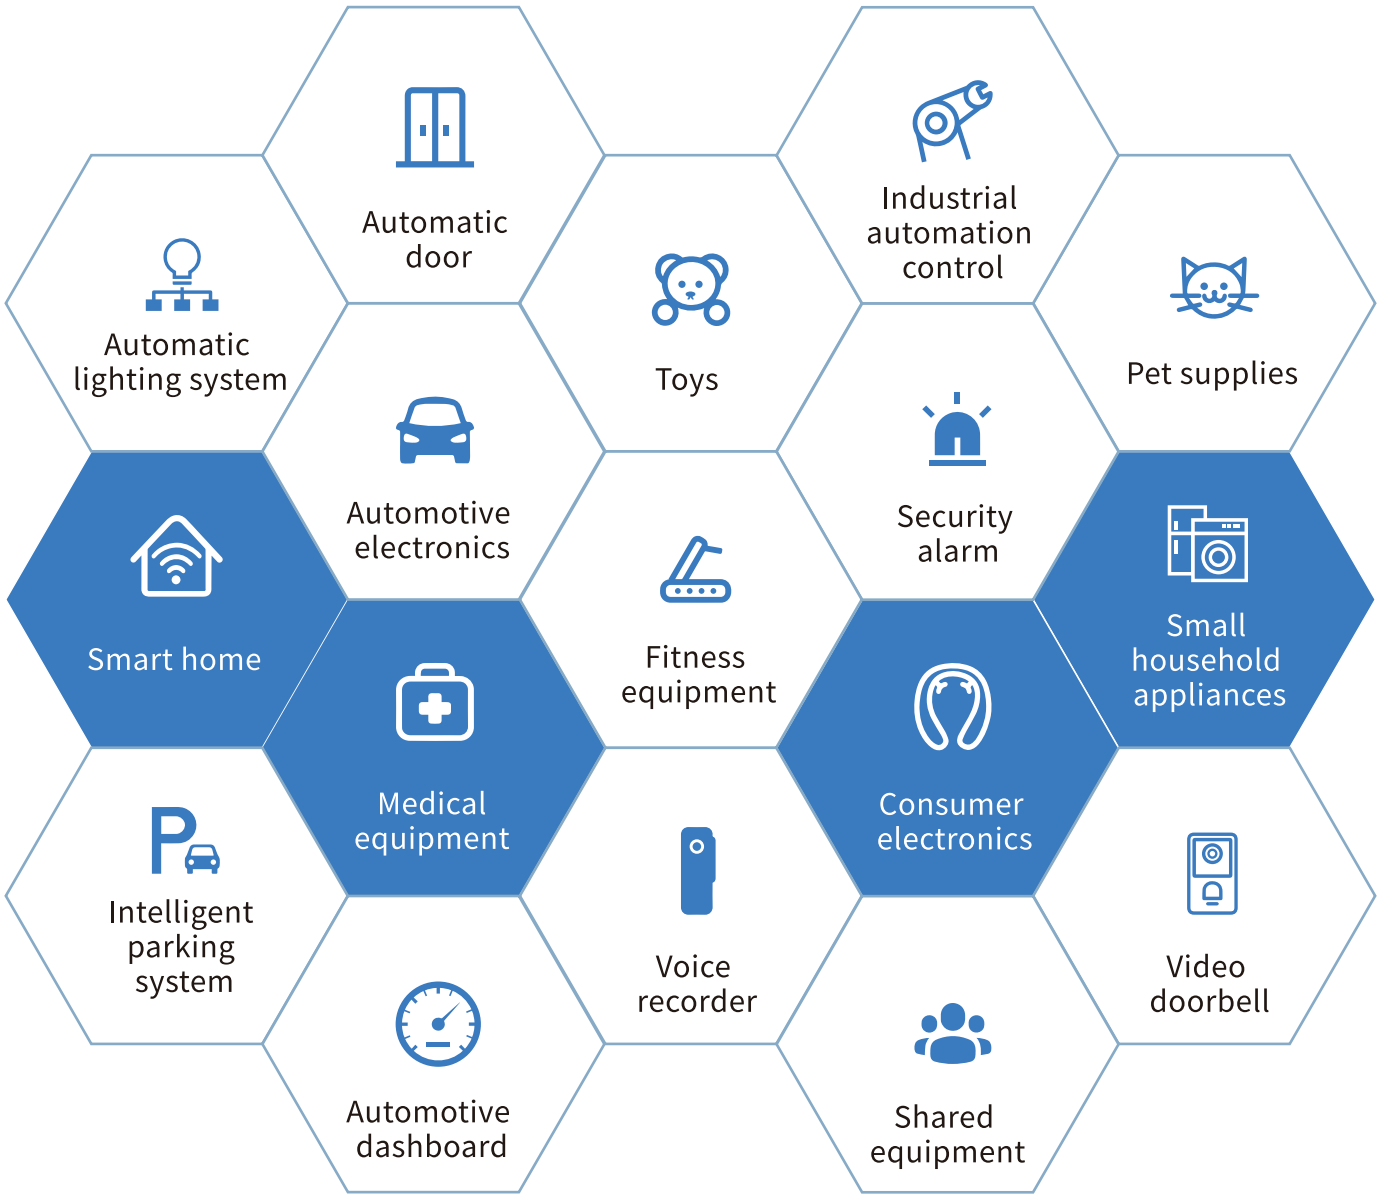 Automatic
door
Industrial
automation
control
Automatic
lighting system
Toys
Pet supplies
Automotive
electronics
Security
alarm
Smart home
Fitness
equipment
Small
household
appliances
Medical
equipment
Consumer
electronics
P
Intelligent
parking
system
Voice
recorder
Video
doorbell
Automotive
dashboard
Shared
equipment